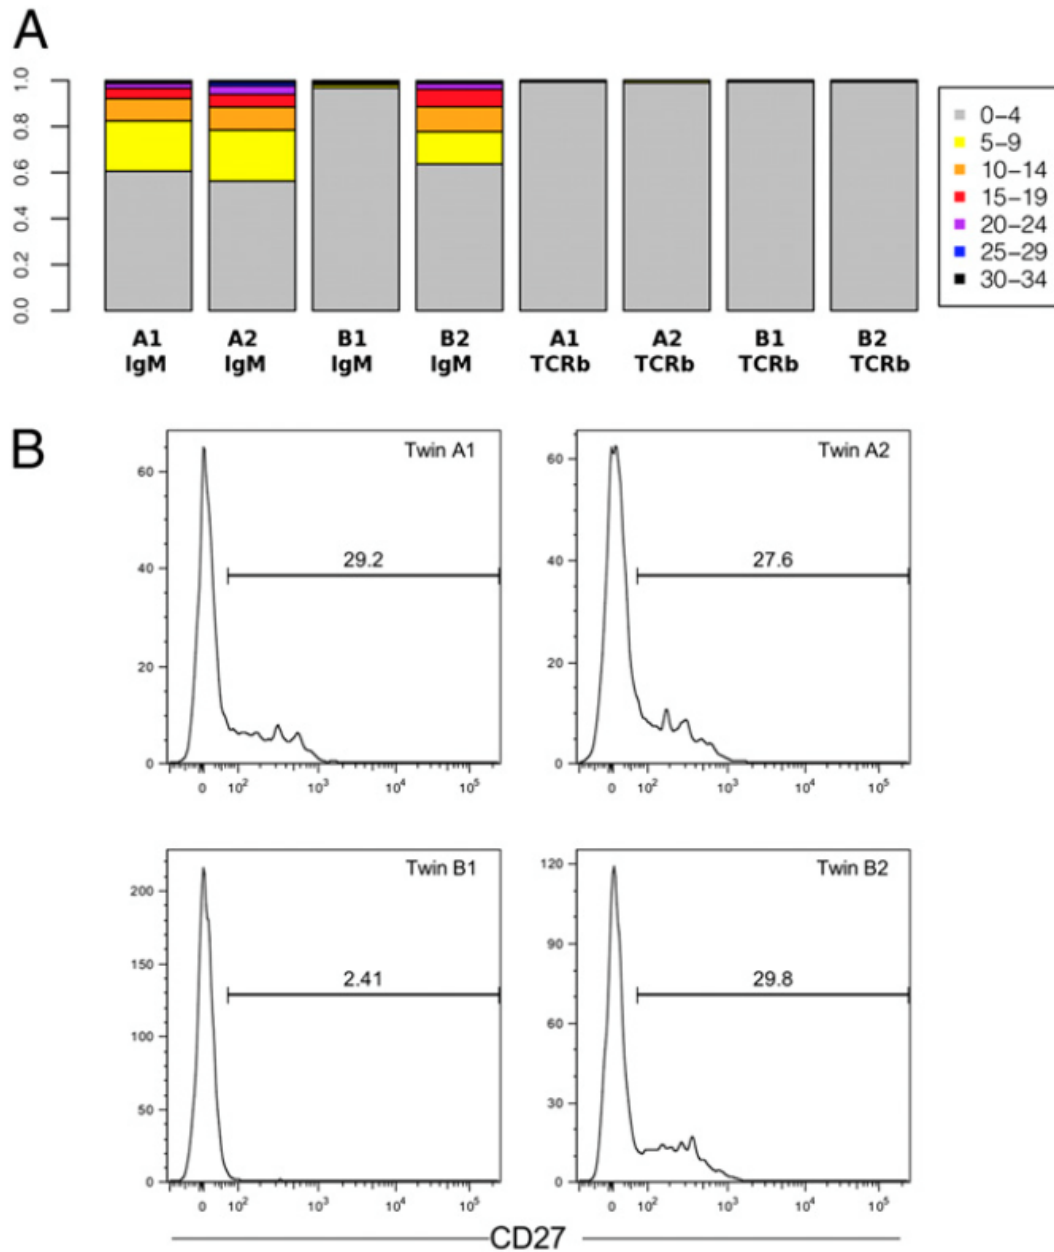 A
1.0
0.8
0.6
0.4
0.2
0.0
A1 A2 B1 B2 A1 A2 B1 B2
IgM IgM IgM IgM TCRb TCRb TCRb TCRb
0–4
5–9
10–14
15–19
20–24
25–29
30–34
B
Twin A1
29.2
60
40
20
0
0 10² 10³ 10⁴ 10⁵
Twin A2
27.6
60
40
20
0
0 10² 10³ 10⁴ 10⁵
Twin B1
2.41
200
150
100
50
0
0 10² 10³ 10⁴ 10⁵
Twin B2
29.8
120
90
60
30
0
0 10² 10³ 10⁴ 10⁵
CD27